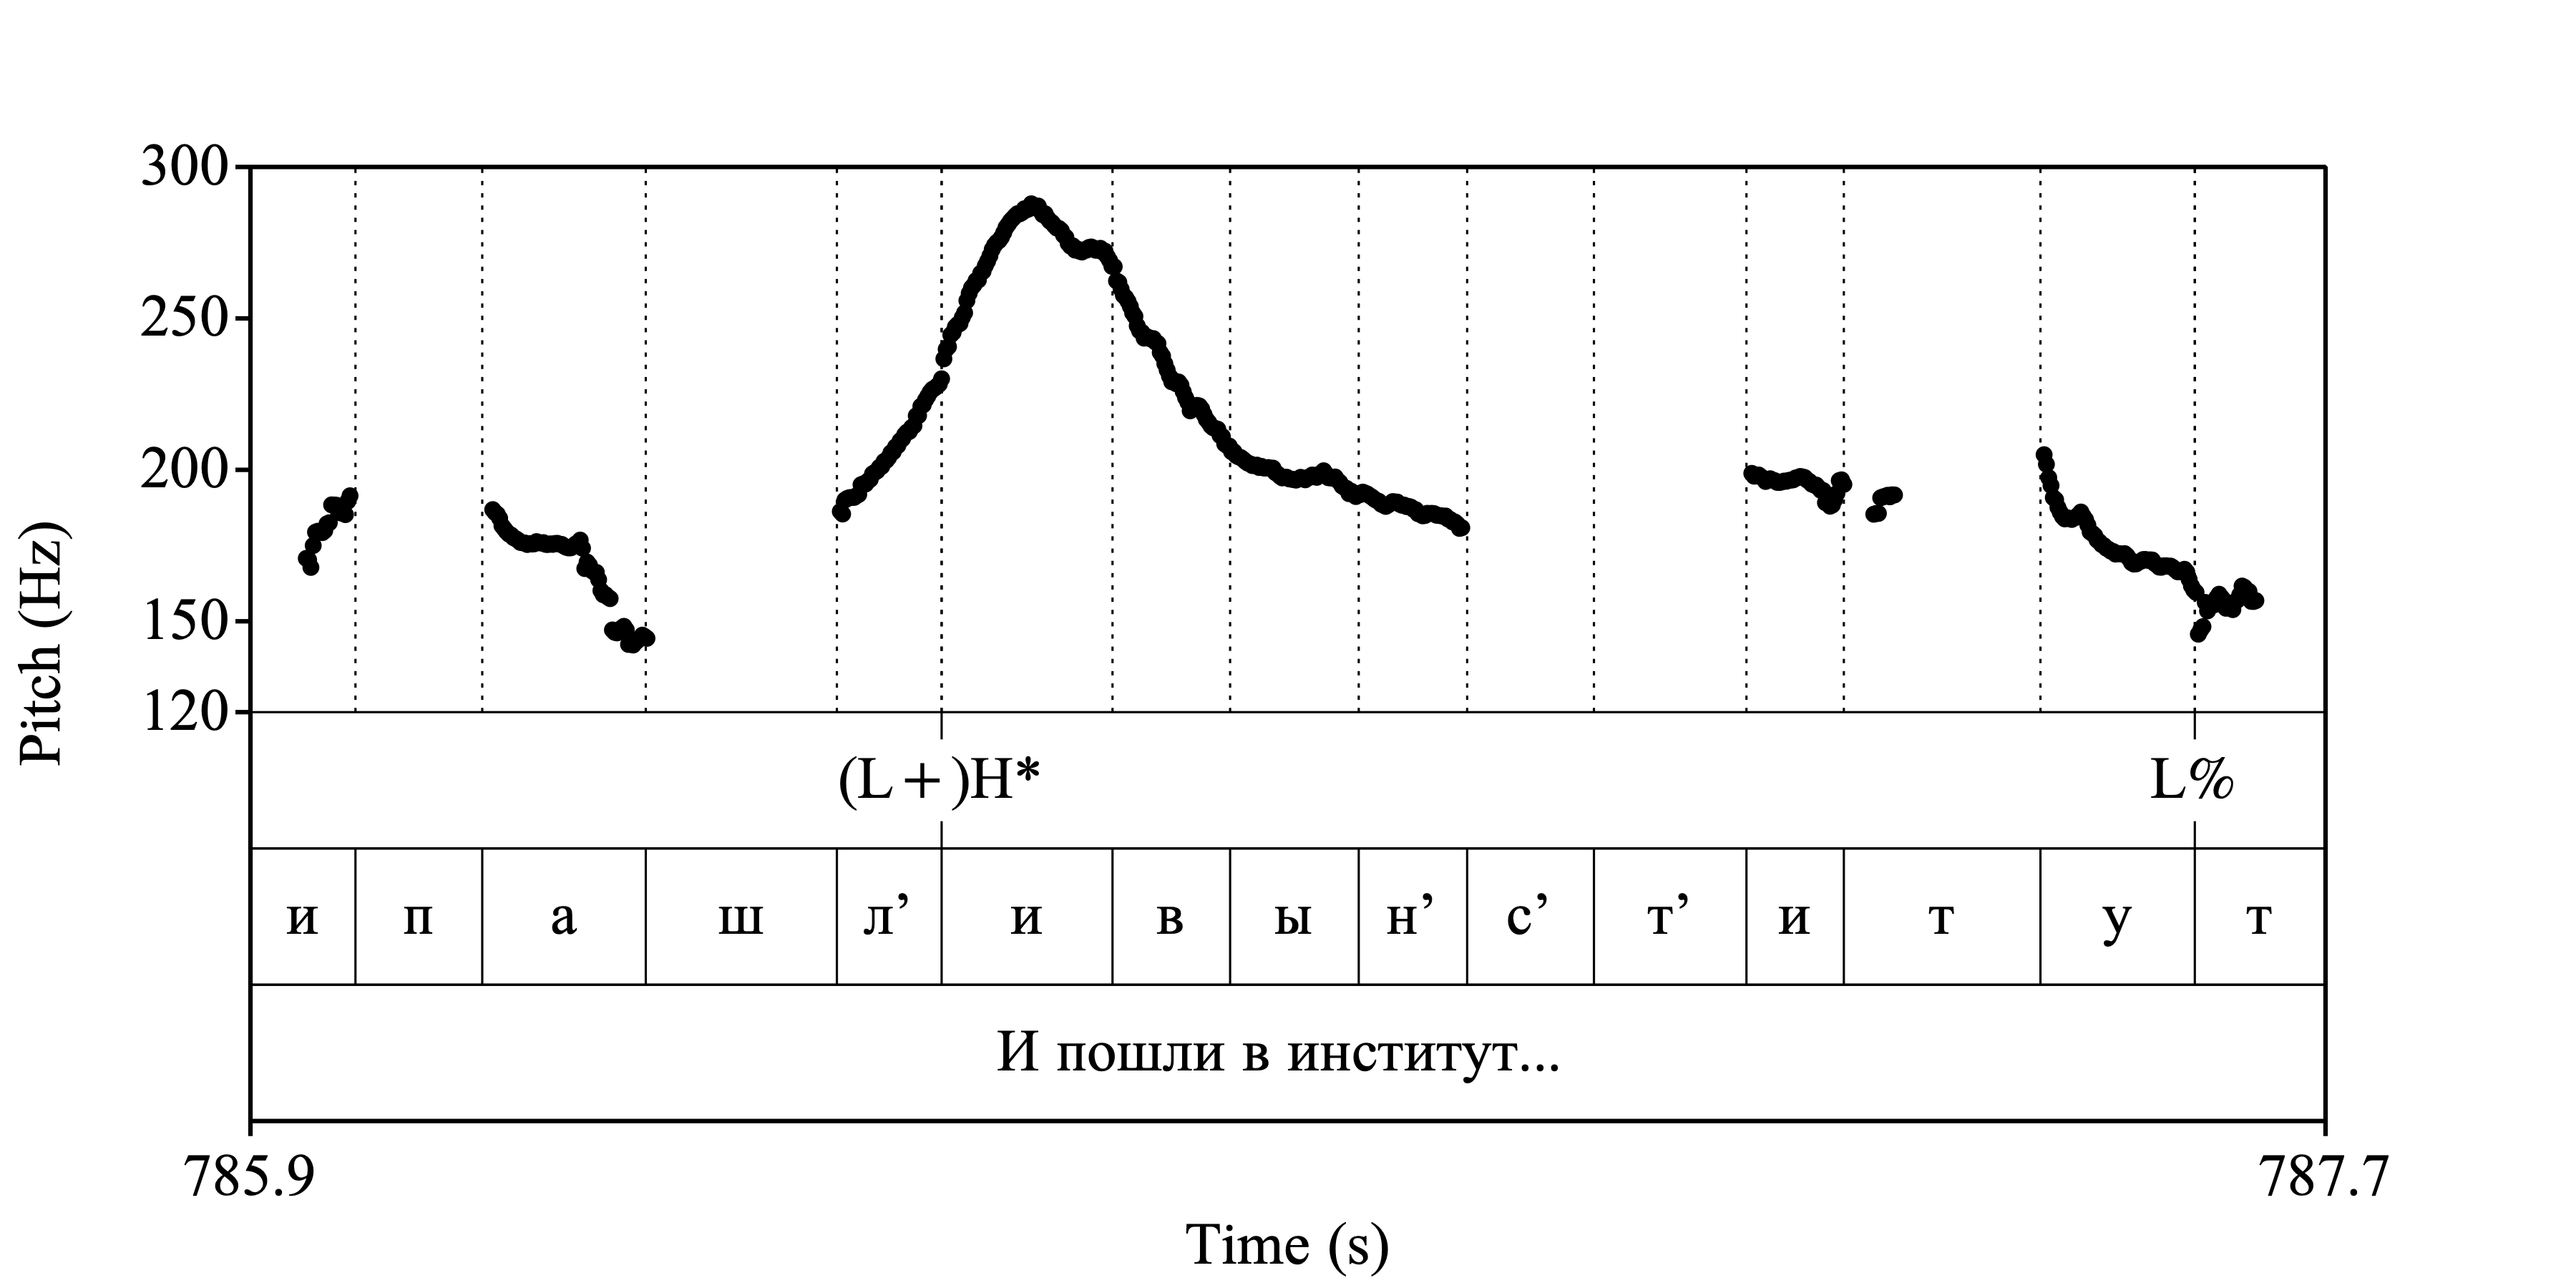 300
250
200
150
120
Pitch (Hz)
(L+)H* L%
и п а ш л’ и в ы н’ с’ т’ и т у т
И пошли в институт...
785.9 787.7
Time (s)